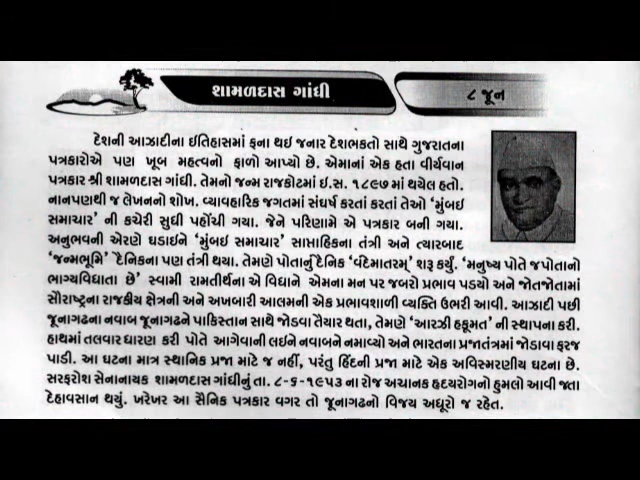 શામળદાસ ગાંધી
૮ જૂન
દેશની આઝાદીના ઈતિહાસમાં ફના થઈ જનાર દેશભકતો સાથે ગુજરાતના
પત્રકારોએ પણ ખૂબ મહત્વનો ફાળો આપ્યો છે. એમાંનાં એક હતા વીર્યવાન
પત્રકાર શ્રી શામળદાસ ગાંધી. તેમનો જન્મ રાજકોટમાં ઈ.સ. ૧૮૯૭ માં થયેલ હતો.
નાનપણથી જ લેખનનો શોખ. વ્યાવહારિક જગતમાં સંઘર્ષ કરતાં કરતાં તેઓ ‘મુંબઇ
સમાચાર’ ની કચેરી સુધી પહોંચી ગયા. જેને પરિણામે એ પત્રકાર બની ગયા.
અનુભવની એરણે ઘડાઈને ‘મુંબઇ સમાચાર’ સાપ્તાહિકના તંત્રી અને ત્યારબાદ
‘જન્મભૂમિ’ દૈનિકના પણ તંત્રી થયા. તેમણે પોતાનું દૈનિક ‘વંદેમાતરમ્’ શરૂ કર્યું. ‘મનુષ્ય પોતે જ પોતાનો
ભાગ્યવિધાતા છે’ સ્વામી રામતીર્થના એ વિધાને એમના મન પર જબરો પ્રભાવ પડયો અને જોતજોતામાં
સૌરાષ્ટ્રના રાજકીય ક્ષેત્રની અને અખબારી આલમની એક પ્રભાવશાળી વ્યક્તિ ઉભરી આવી. આઝાદી પછી
જૂનાગઢના નવાબ જૂનાગઢને પાકિસ્તાન સાથે જોડવા તૈયાર થતા, તેમણે ‘આરઝી હકૂમત’ ની સ્થાપના કરી.
હાથમાં તલવાર ધારણ કરી પોતે આગેવાની લઇને નવાબને નમાવ્યો અને ભારતના પ્રજાતંત્રમાં જોડાવા ફરજ
પાડી. આ ઘટના માત્ર સ્થાનિક પ્રજા માટે જ નહીં, પરંતુ હિંદની પ્રજા માટે એક અવિસ્મરણીય ઘટના છે.
સરફરોશ સેનાનાયક શામળદાસ ગાંધીનું તા. ૮-૬-૧૯૫૩ ના રોજ અચાનક હૃદયરોગનો હુમલો આવી જતા
દેહાવસાન થયું. ખરેખર આ સૈનિક પત્રકાર વગર તો જૂનાગઢનો વિજય અધૂરો જ રહેત.